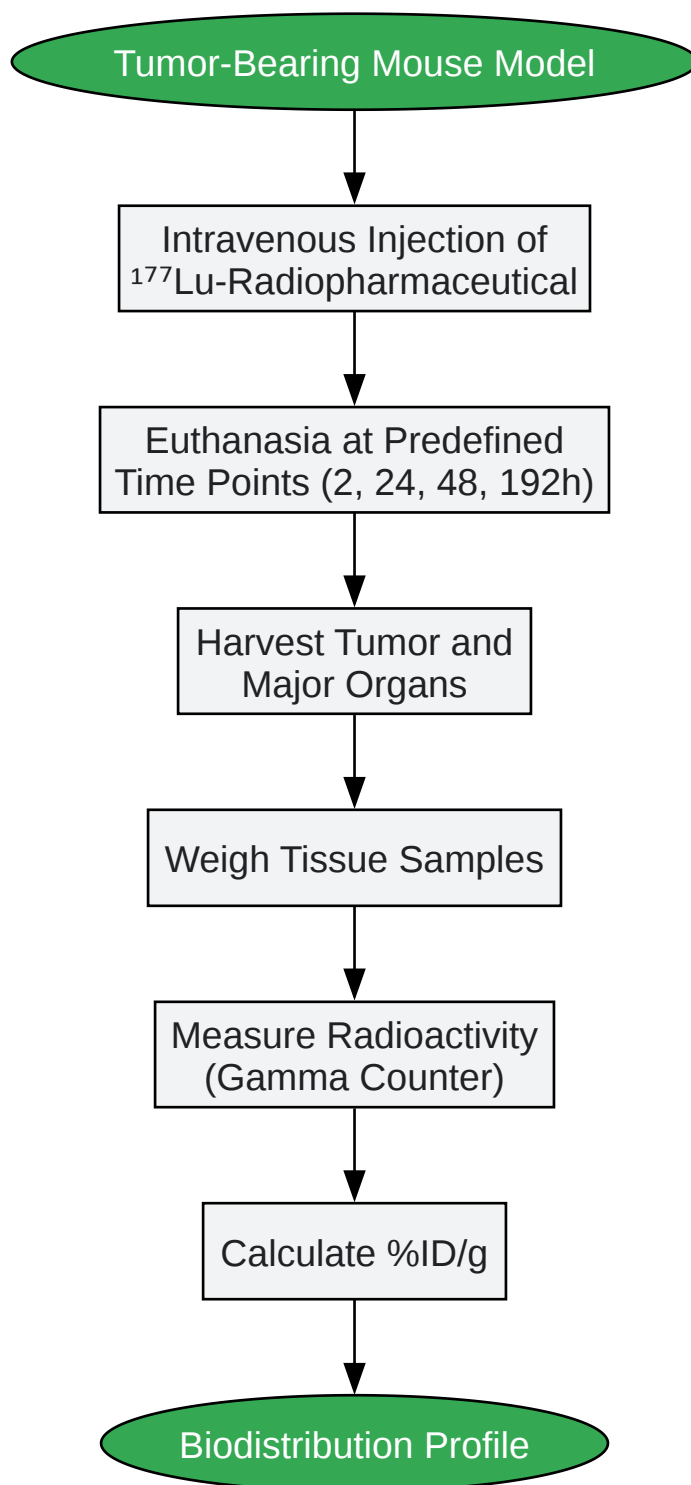 Tumor-Bearing Mouse Model
Intravenous Injection of
¹⁷⁷Lu-Radiopharmaceutical
Euthanasia at Predefined
Time Points (2, 24, 48, 192h)
Harvest Tumor and
Major Organs
Weigh Tissue Samples
Measure Radioactivity
(Gamma Counter)
Calculate %ID/g
Biodistribution Profile